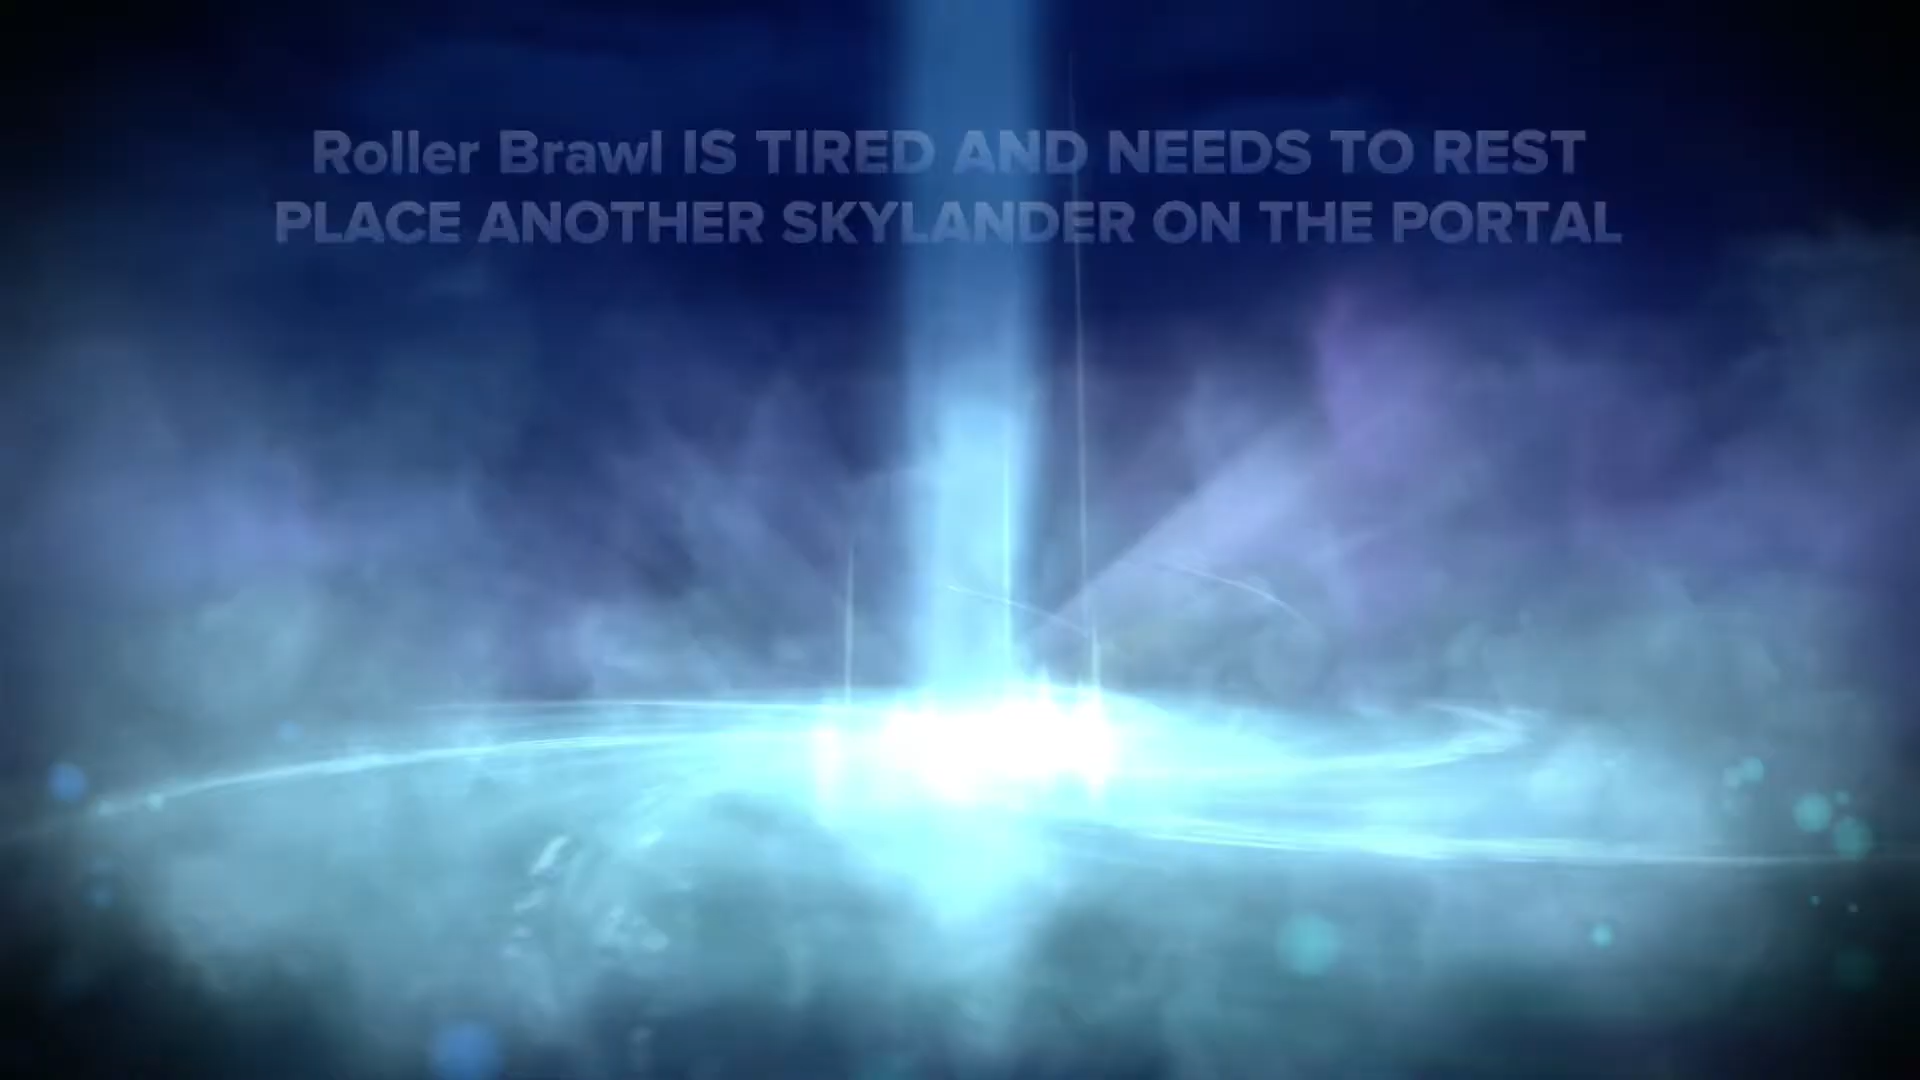 Roller Brawl IS TIRED AND NEEDS TO REST
PLACE ANOTHER SKYLANDER ON THE PORTAL